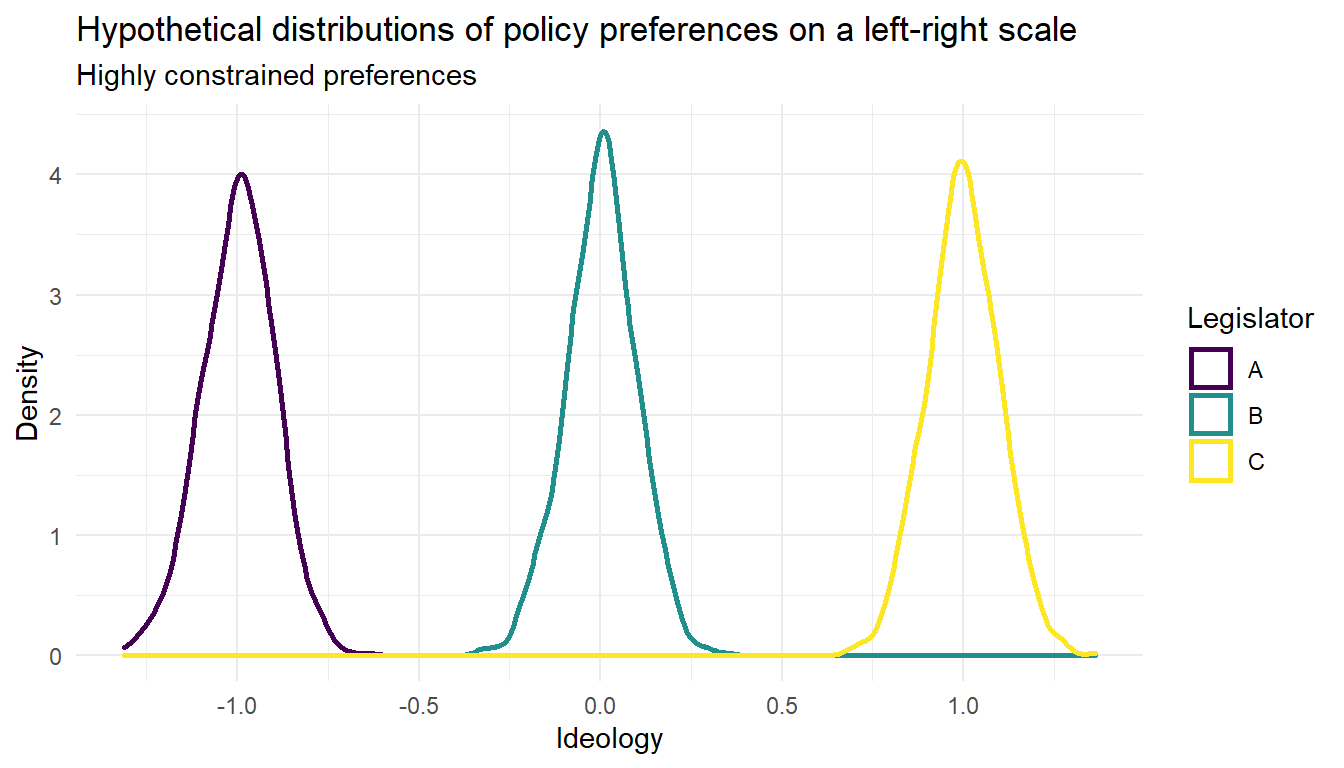 Hypothetical distributions of policy preferences on a left-right scale
Highly constrained preferences
4
3
2
1
0
Density
-1.0
-0.5
0.0
0.5
1.0
Ideology
Legislator
A
B
C